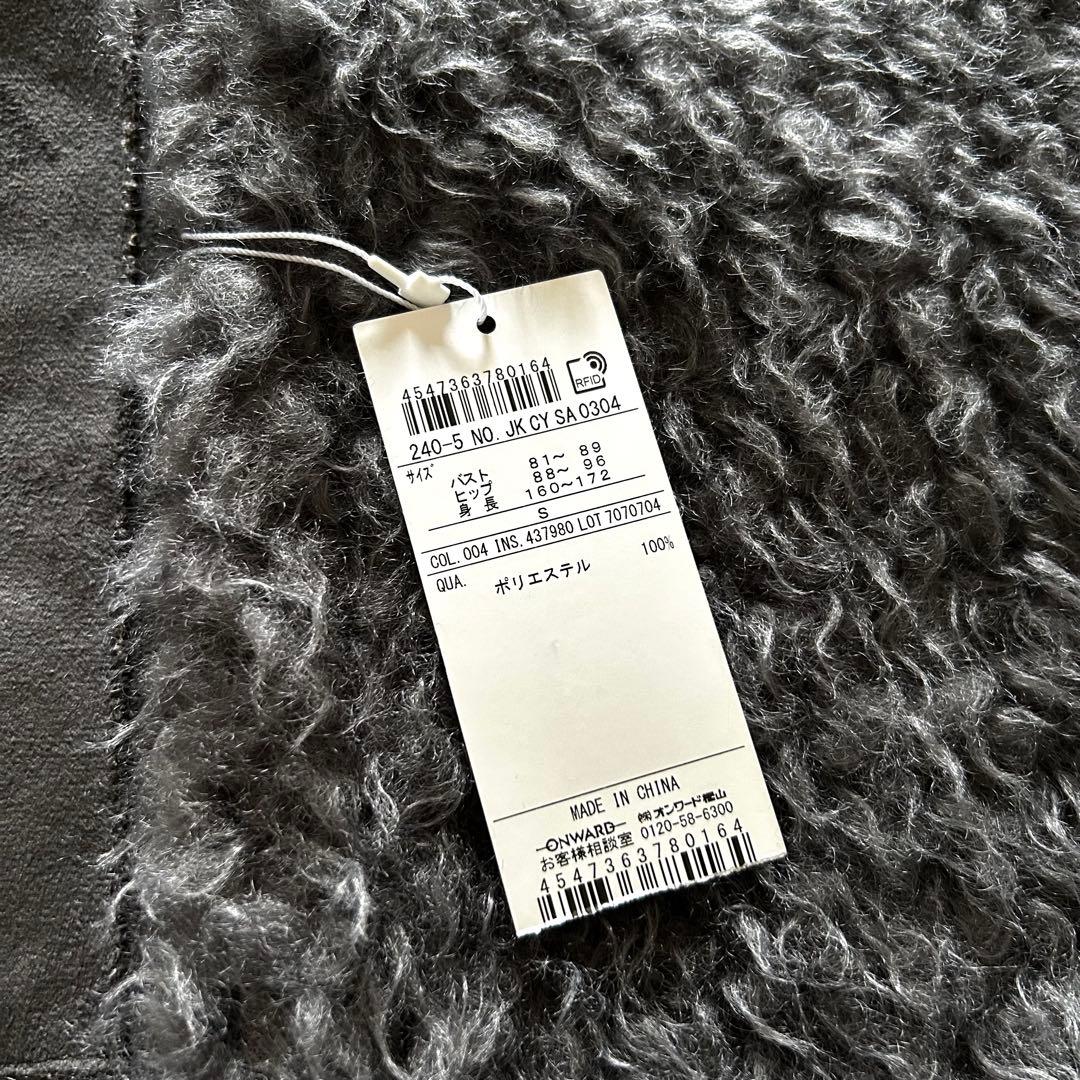 4547363780164
RFID
240-5 NO. JK CY SA 0304
サイズ バスト 81〜 89
ヒップ 88〜 96
身長 160〜172
S
COL.004 INS.437980 LOT 7070704
QUA. ポリエステル 100%
MADE IN CHINA
ONWARD ㈱オンワード樫山
お客様相談室 0120-58-6300
4547363780164